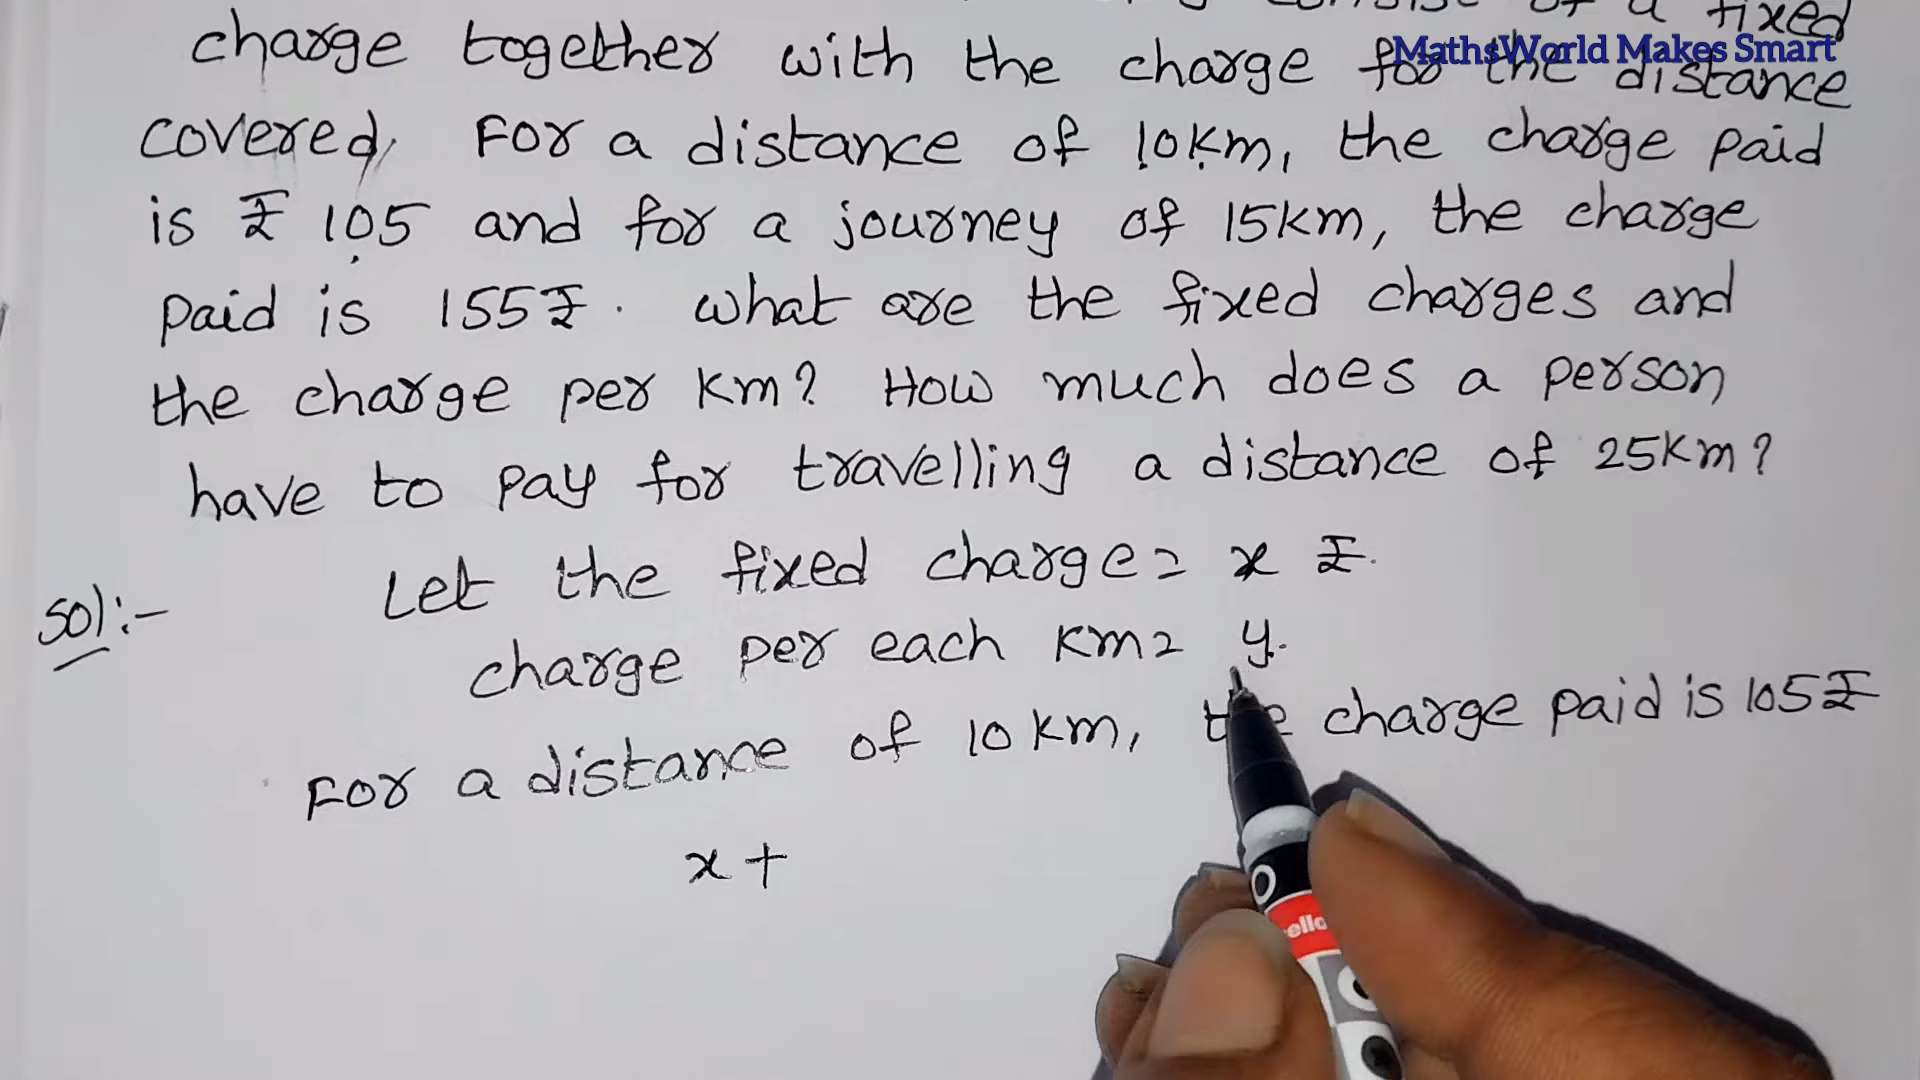 consist of a fixed
MathsWorld Makes Smart
charge together with the charge for the distance
covered, For a distance of 10km, the charge paid
is ₹ 105 and for a journey of 15km, the charge
paid is 155₹. what are the fixed charges and
the charge per km? How much does a person
have to pay for travelling a distance of 25km?
Sol:- Let the fixed charge = x ₹.
charge per each km = y.
For a distance of 10 km, the charge paid is 105₹
x +